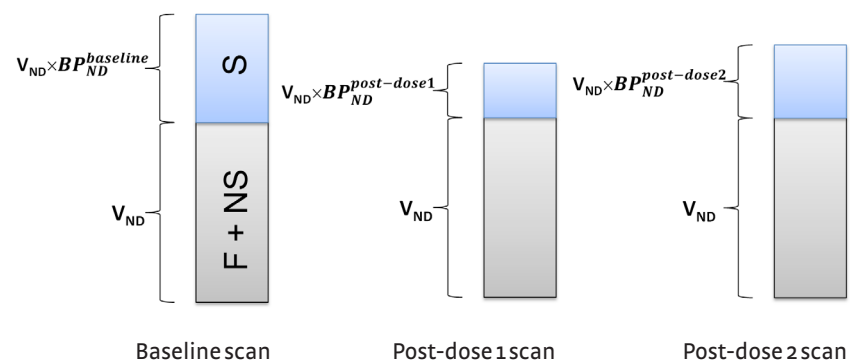 V_ND×BP_ND^baseline
S
V_ND
F + NS
Baseline scan
V_ND×BP_ND^post−dose1
V_ND
Post-dose 1 scan
V_ND×BP_ND^post−dose2
V_ND
Post-dose 2 scan